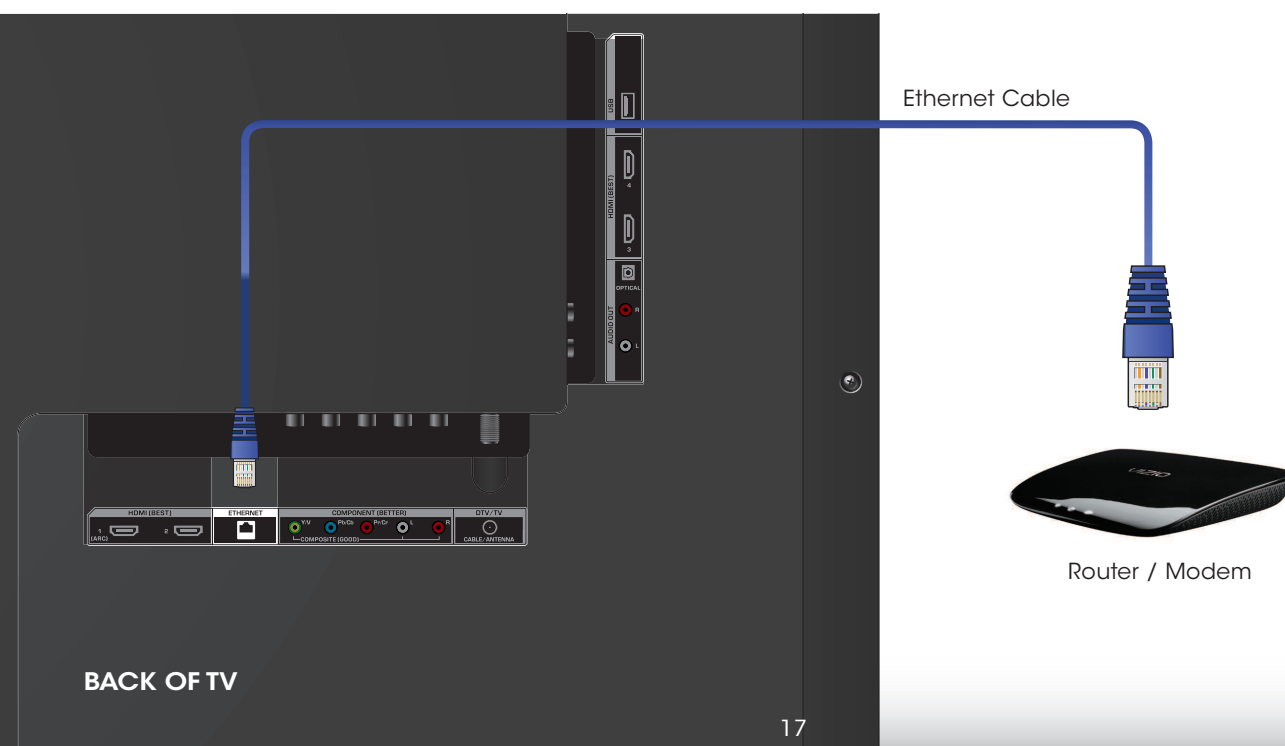 Ethernet Cable
USB
HDMI (BEST)
4
3
OPTICAL
AUDIO OUT
R
L
VIZIO
Router / Modem
HDMI (BEST)
1
(ARC)
2
ETHERNET
COMPONENT (BETTER)
Y/V
Pb/Cb
Pr/Cr
L
R
COMPOSITE (GOOD)
DTV/TV
CABLE/ANTENNA
BACK OF TV
17